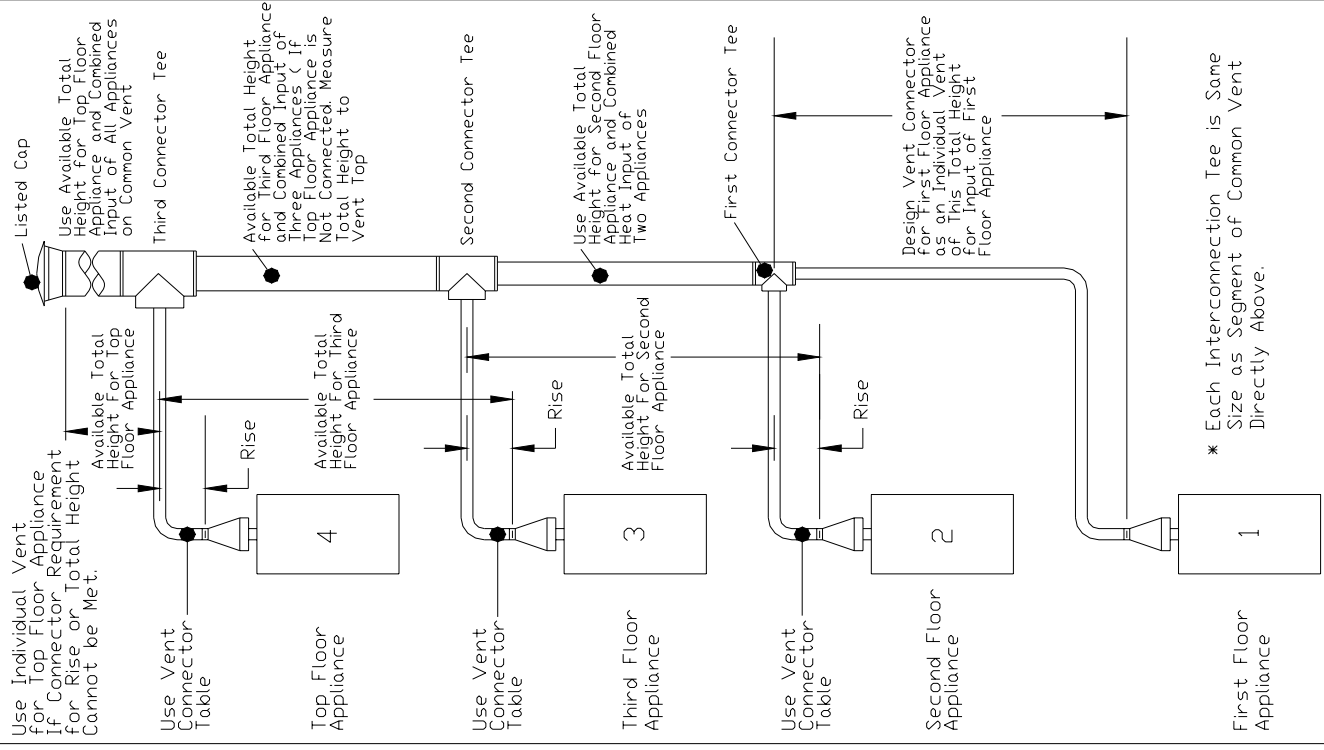 Use Individual Vent
for Top Floor Appliance
If Connector Requirement
for Rise or Total Height
Cannot be Met.
Listed Cap
Use Available Total
Height for Top Floor
Appliance and Combined
Input of All Appliances
on Common Vent
Third Connector Tee
Available Total Height
for Third Floor Appliance
and Combined Input of
Three Appliances ( If
Top Floor Appliance is
Not Connected. Measure
Total Height to
Vent Top
Second Connector Tee
Use Available Total
Height for Second Floor
Appliance and Combined
Heat Input of
Two Appliances
First Connector Tee
Design Vent Connector
for First Floor Appliance
as an Individual Vent
of This Total Height
for Input of First
Floor Appliance
Available Total
Height For Top
Floor Appliance
Rise
Available Total
Height For Third
Floor Appliance
Rise
Available Total
Height For Second
Floor Appliance
Rise
Use Vent
Connector
Table
Top Floor
Appliance
4
Use Vent
Connector
Table
Third Floor
Appliance
3
Use Vent
Connector
Table
Second Floor
Appliance
2
First Floor
Appliance
1
* Each Interconnection Tee is Same
Size as Segment of Common Vent
Directly Above.